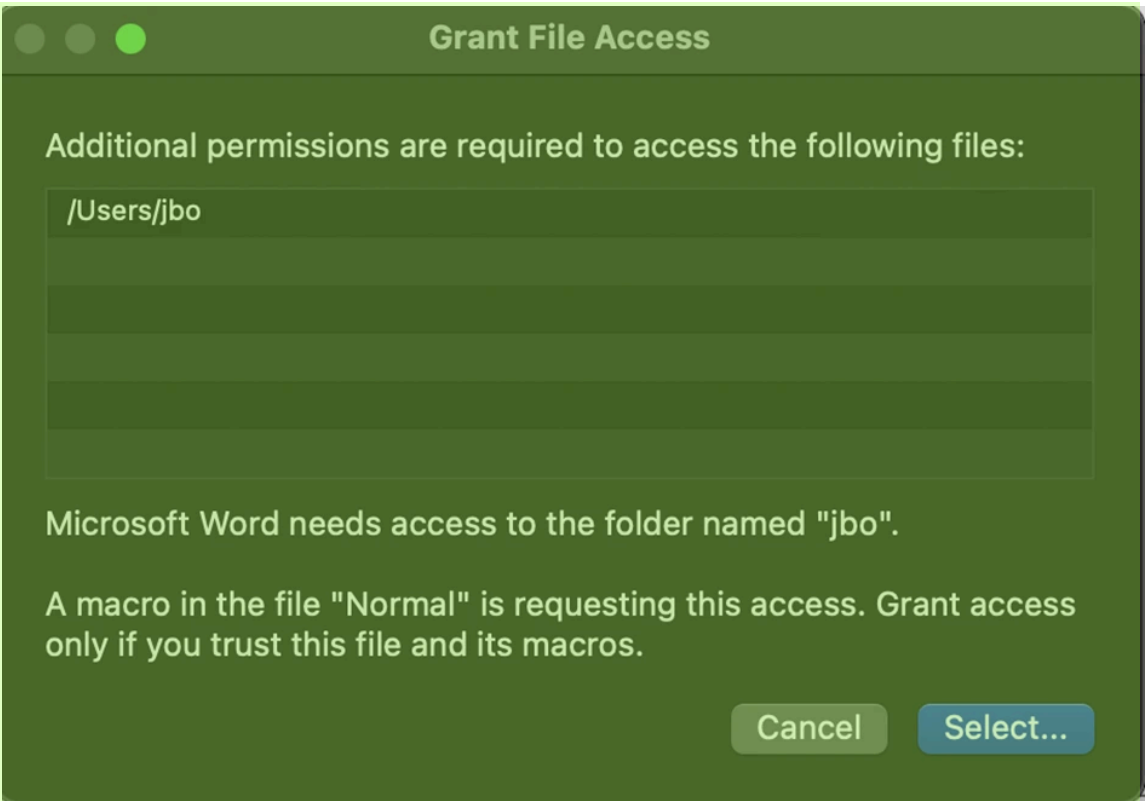 Grant File Access
Additional permissions are required to access the following files:
/Users/jbo
Microsoft Word needs access to the folder named "jbo".
A macro in the file "Normal" is requesting this access. Grant access
only if you trust this file and its macros.
Cancel
Select...